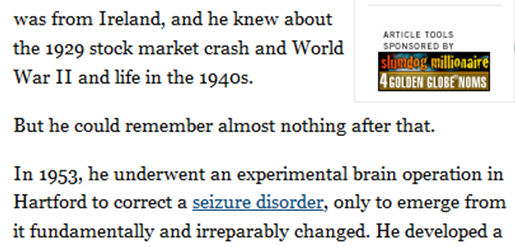 was from Ireland, and he knew about
the 1929 stock market crash and World
War II and life in the 1940s.
ARTICLE TOOLS
SPONSORED BY
slumdog millionaire
4 GOLDEN GLOBE NOMS
But he could remember almost nothing after that.
In 1953, he underwent an experimental brain operation in
Hartford to correct a seizure disorder, only to emerge from
it fundamentally and irreparably changed. He developed a